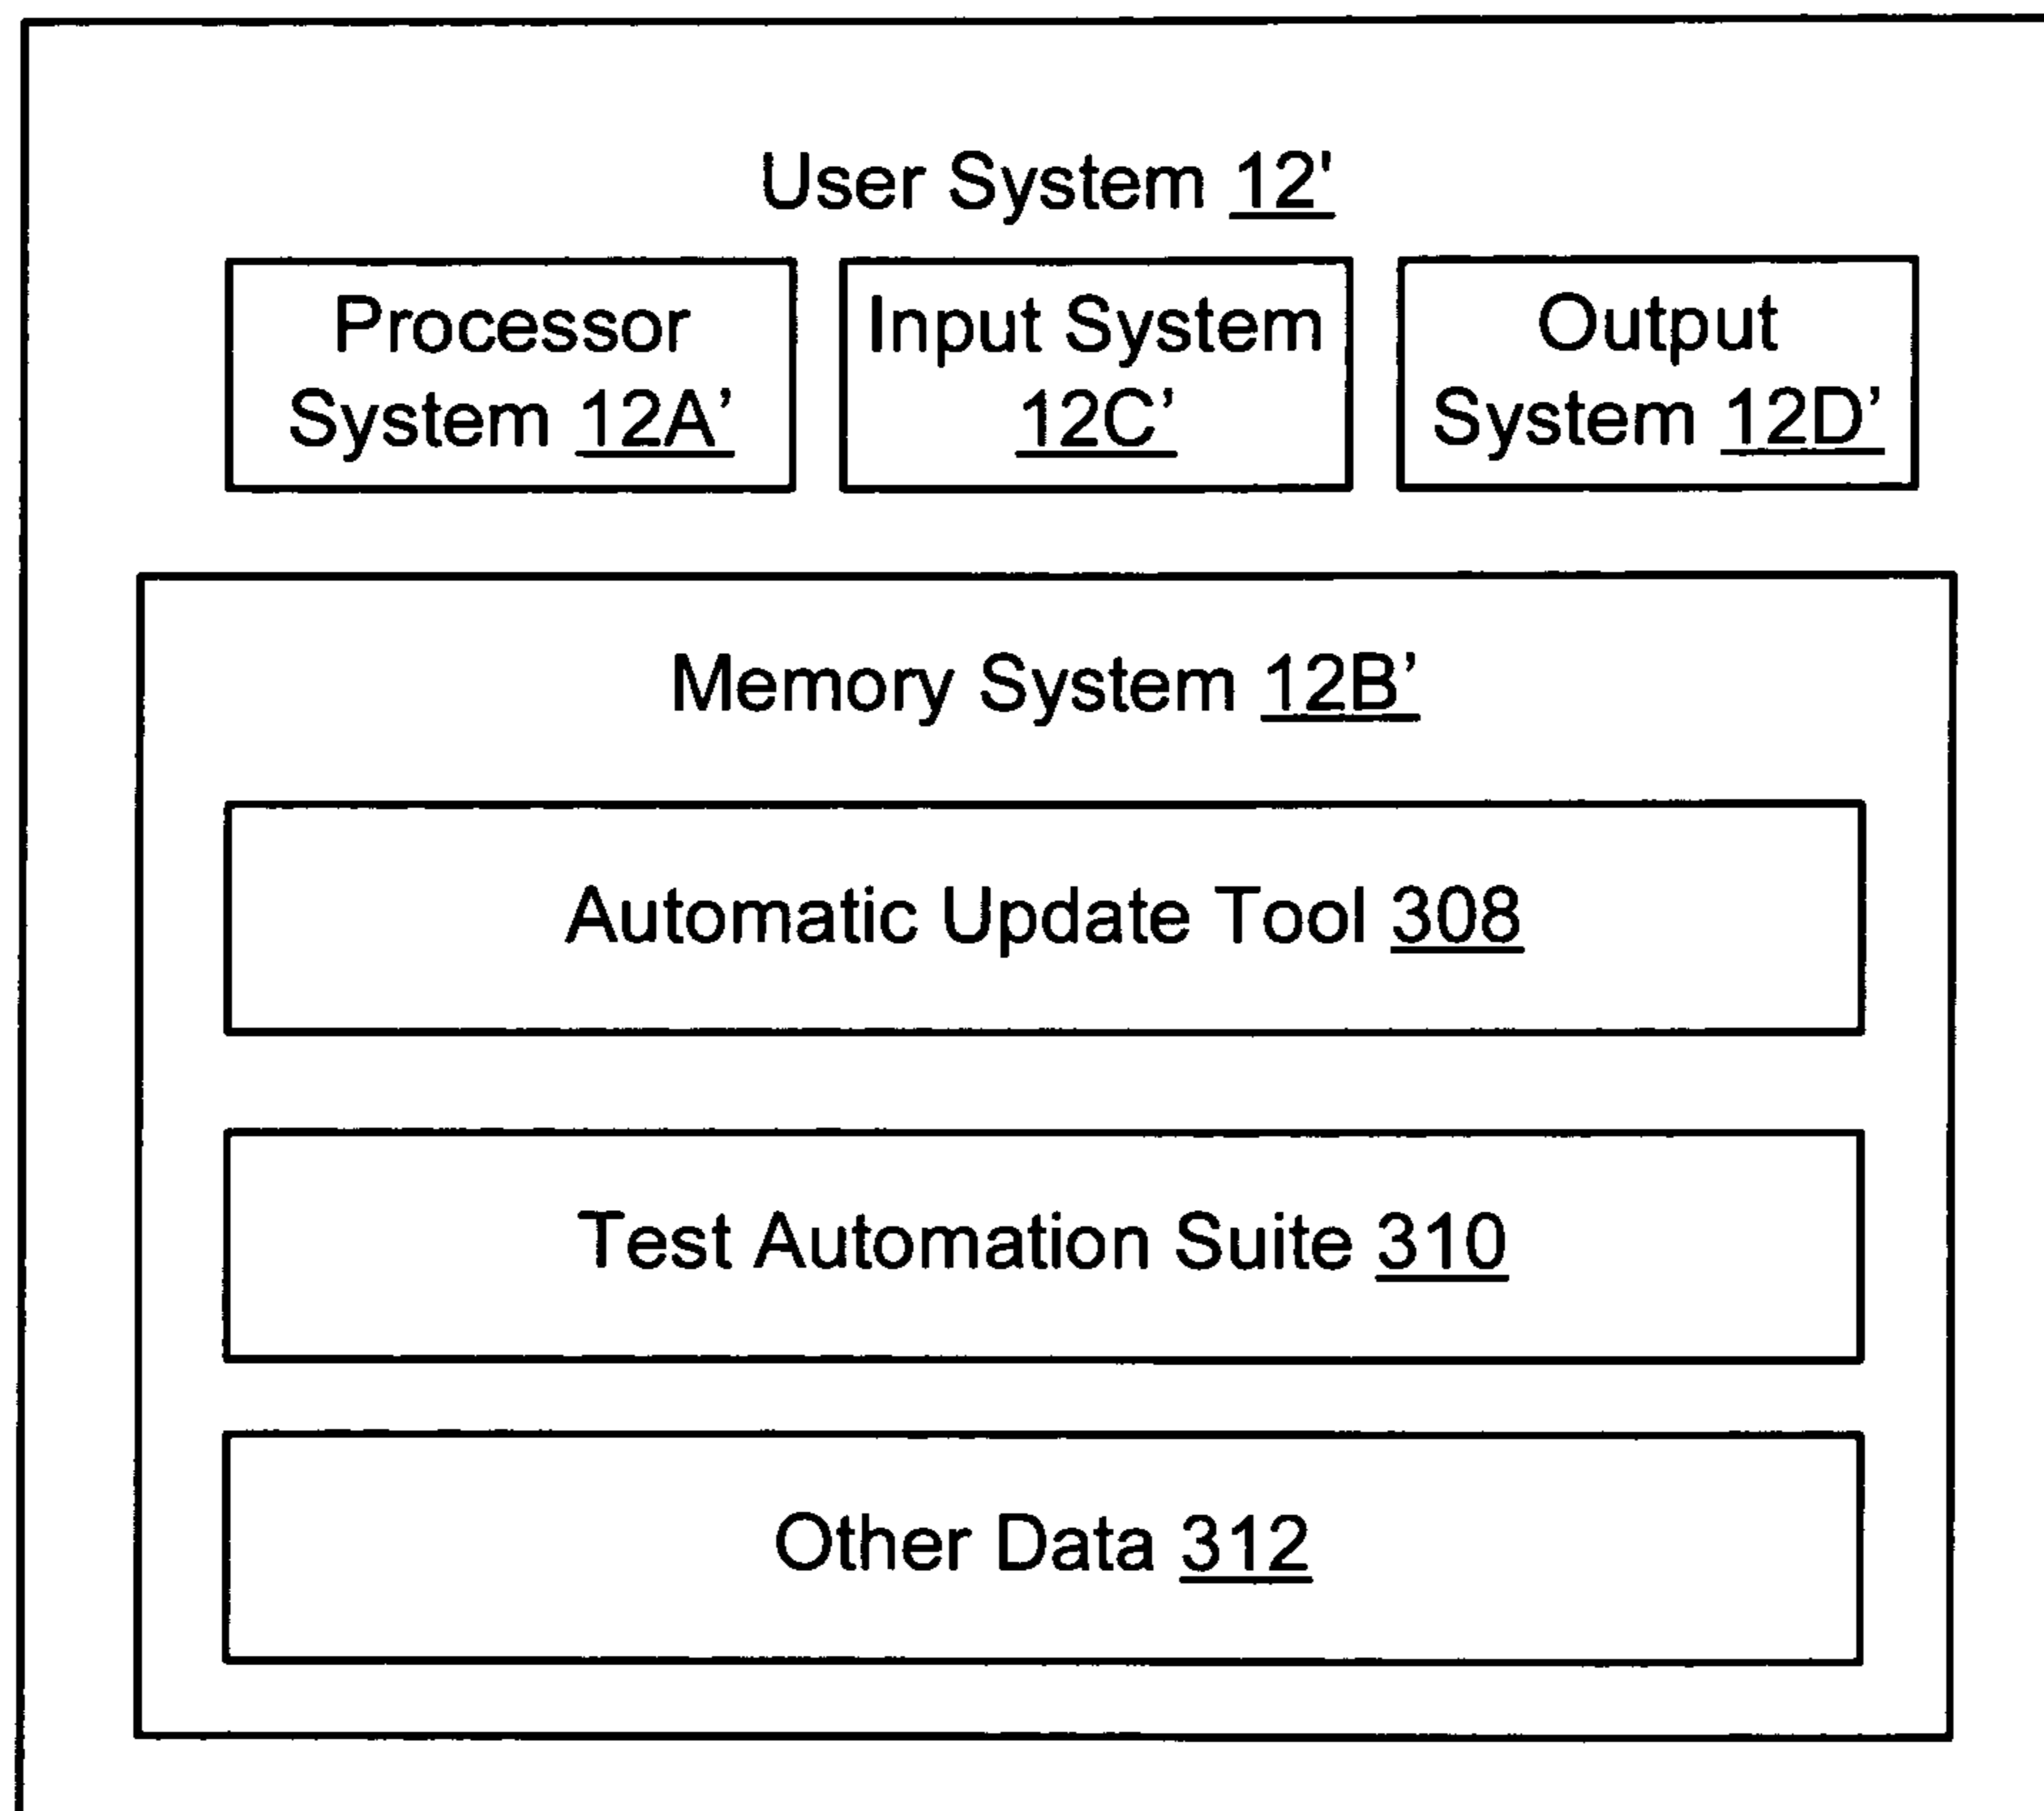 User System 12'
Processor
System 12A’
Input System
12C’
Output
System 12D’
Memory System 12B’
Automatic Update Tool 308
Test Automation Suite 310
Other Data 312